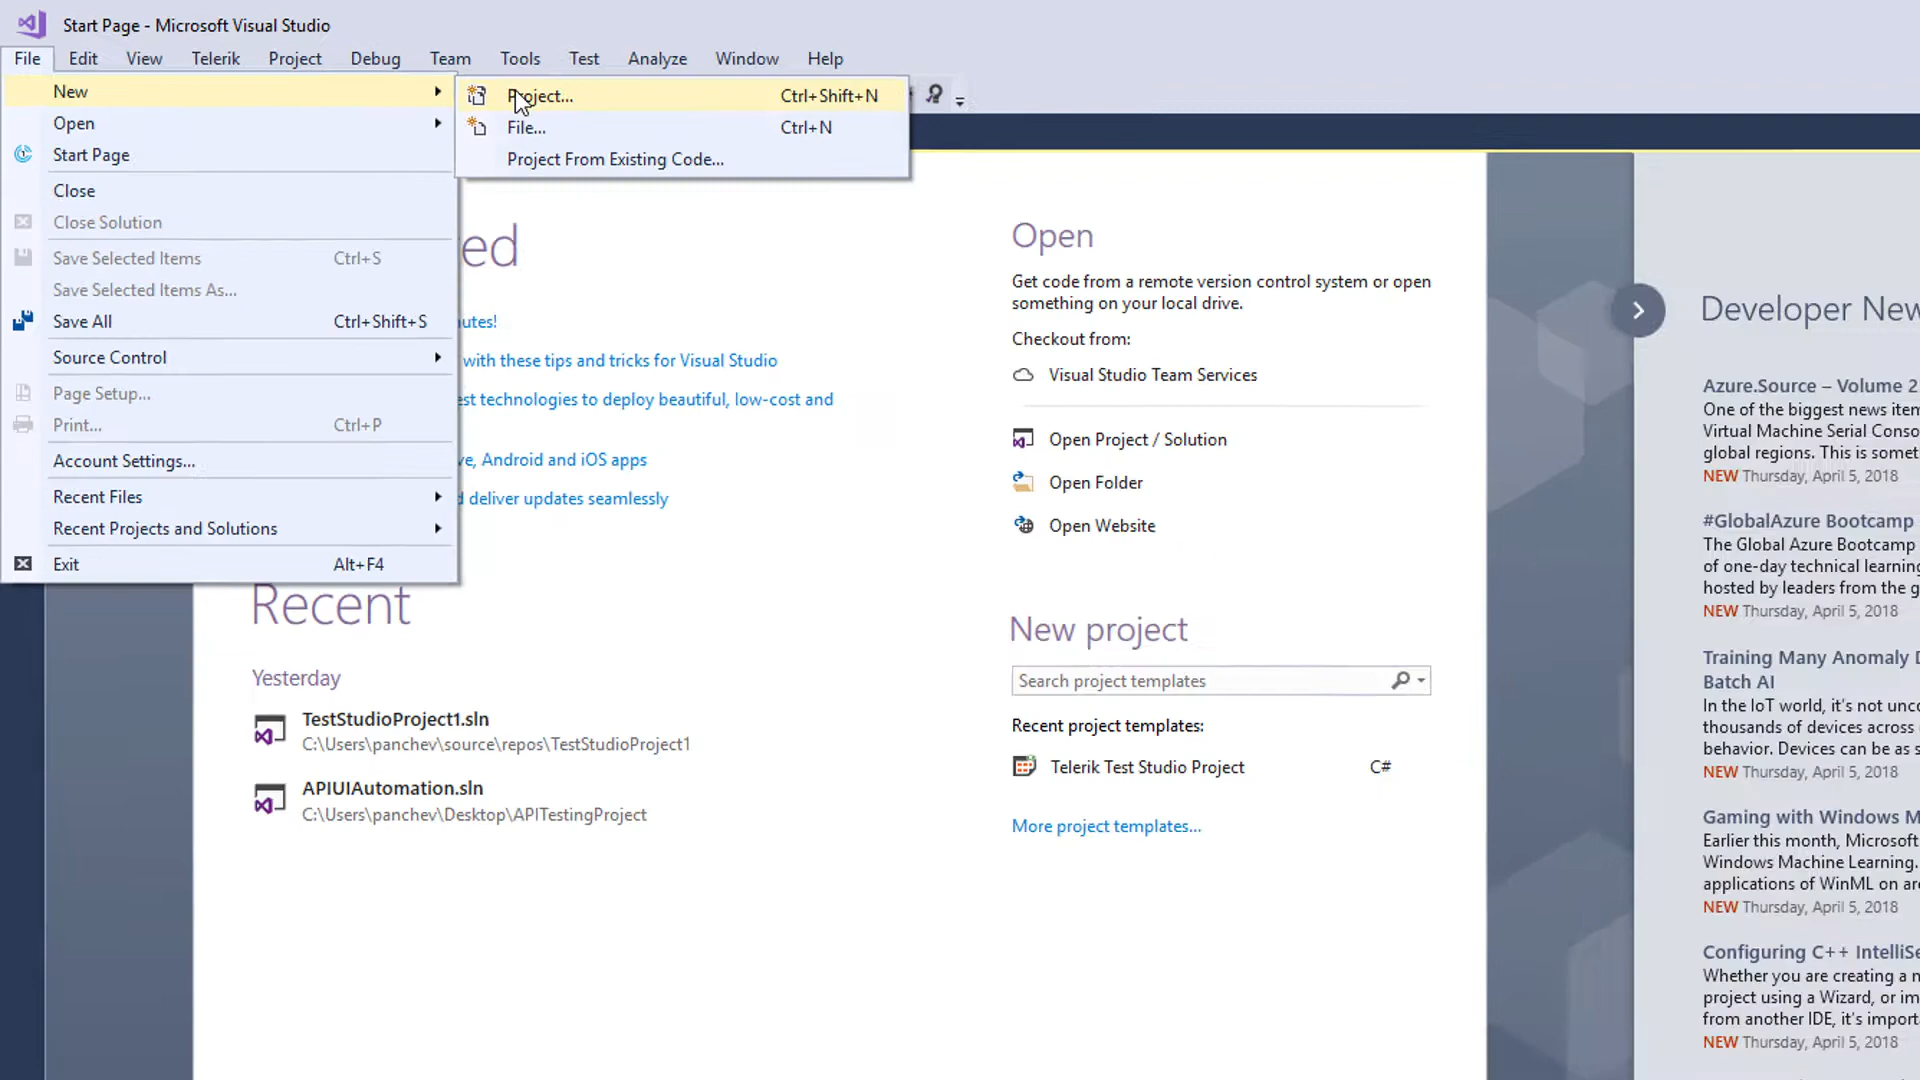 Start Page - Microsoft Visual Studio
File Edit View Telerik Project Debug Team Tools Test Analyze Window Help
New
Open
Start Page
Close
Close Solution
Save Selected Items Ctrl+S
Save Selected Items As...
Save All Ctrl+Shift+S
Source Control
Page Setup...
Print... Ctrl+P
Account Settings...
Recent Files
Recent Projects and Solutions
Exit Alt+F4
Project... Ctrl+Shift+N
File... Ctrl+N
Project From Existing Code...
ed
utes!
with these tips and tricks for Visual Studio
est technologies to deploy beautiful, low-cost and
ve, Android and iOS apps
d deliver updates seamlessly
Recent
Yesterday
TestStudioProject1.sln
C:\Users\panchev\source\repos\TestStudioProject1
APIUIAutomation.sln
C:\Users\panchev\Desktop\APITestingProject
Open
Get code from a remote version control system or open
something on your local drive.
Checkout from:
Visual Studio Team Services
Open Project / Solution
Open Folder
Open Website
New project
Search project templates
Recent project templates:
Telerik Test Studio Project C#
More project templates...
Developer New
Azure.Source – Volume 2
One of the biggest news item
Virtual Machine Serial Conso
global regions. This is somet
NEW Thursday, April 5, 2018
#GlobalAzure Bootcamp
The Global Azure Bootcamp
of one-day technical learning
hosted by leaders from the g
NEW Thursday, April 5, 2018
Training Many Anomaly D
Batch AI
In the IoT world, it's not unco
thousands of devices across
behavior. Devices can be as s
NEW Thursday, April 5, 2018
Gaming with Windows M
Earlier this month, Microsoft
Windows Machine Learning.
applications of WinML on are
NEW Thursday, April 5, 2018
Configuring C++ IntelliSe
Whether you are creating a n
project using a Wizard, or im
from another IDE, it's import
NEW Thursday, April 5, 2018